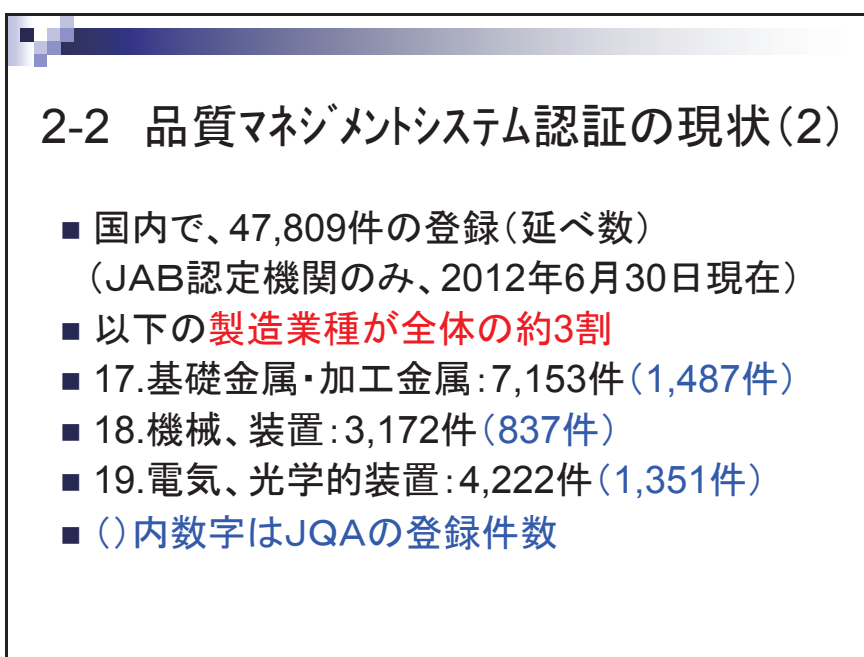 2-2 品質マネジメントシステム認証の現状(2)
国内で、47,809件の登録(延べ数)
(JAB認定機関のみ、2012年6月30日現在)
以下の製造業種が全体の約3割
17.基礎金属・加工金属:7,153件(1,487件)
18.機械、装置:3,172件(837件)
19.電気、光学的装置:4,222件(1,351件)
()内数字はJQAの登録件数